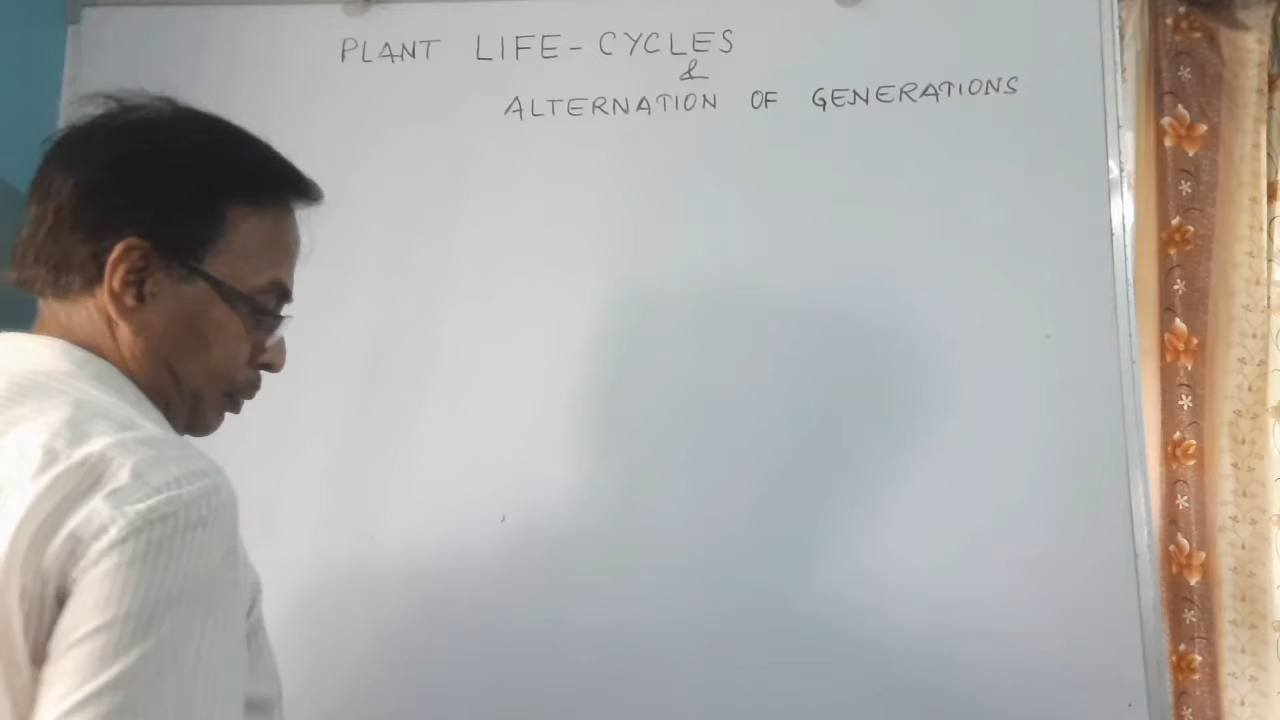 PLANT LIFE-CYCLES
&
ALTERNATION OF GENERATIONS